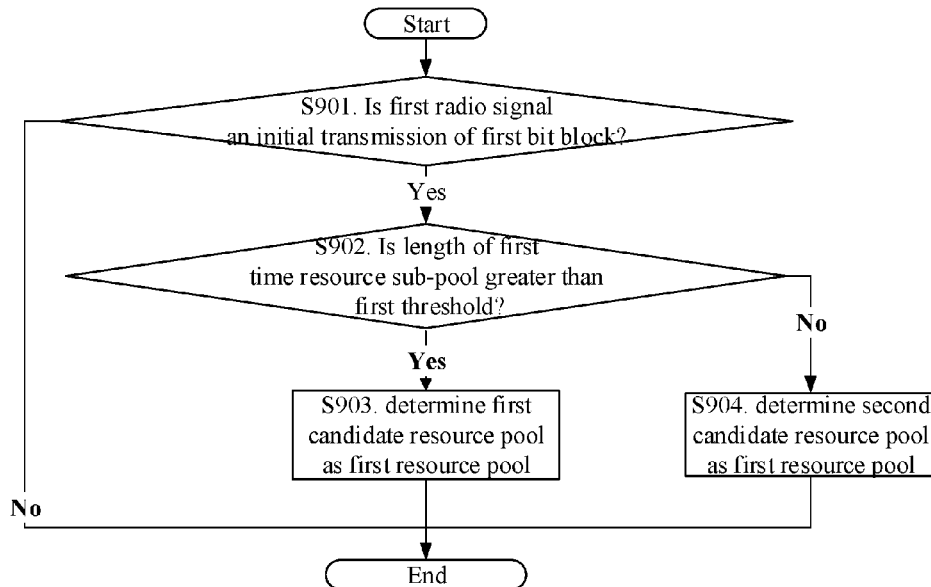 Start
S901. Is first radio signal
an initial transmission of first bit block?
Yes
S902. Is length of first
time resource sub-pool greater than
first threshold?
No
Yes
S903. determine first
candidate resource pool
as first resource pool
S904. determine second
candidate resource pool
as first resource pool
No
End